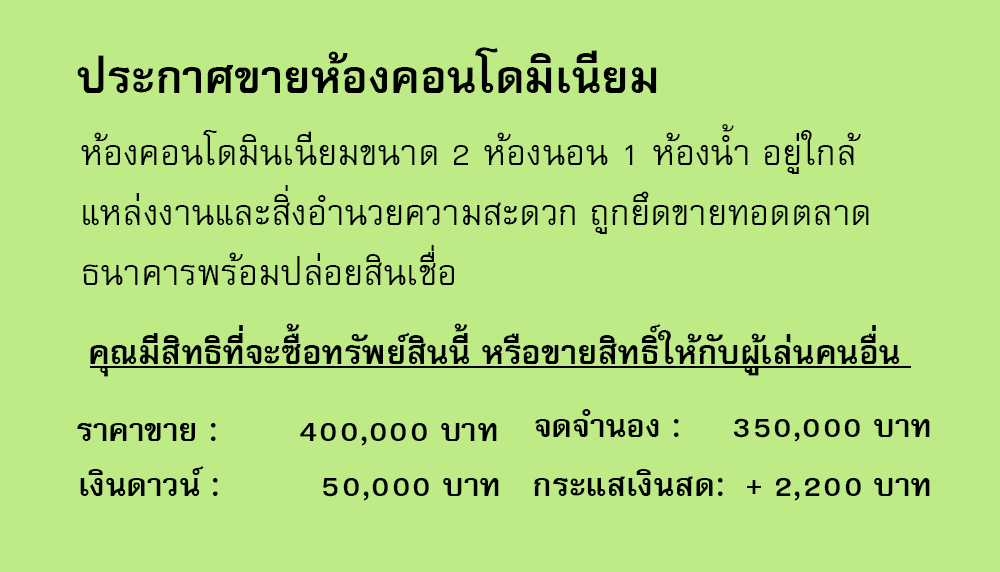 ประกาศขายห้องคอนโดมิเนียม
ห้องคอนโดมินเนียมขนาด 2 ห้องนอน 1 ห้องน้ำ อยู่ใกล้
แหล่งงานและสิ่งอำนวยความสะดวก ถูกยึดขายทอดตลาด
ธนาคารพร้อมปล่อยสินเชื่อ
คุณมีสิทธิที่จะซื้อทรัพย์สินนี้ หรือขายสิทธิ์ให้กับผู้เล่นคนอื่น
ราคาขาย : 400,000 บาท จดจำนอง : 350,000 บาท
เงินดาวน์ : 50,000 บาท กระแสเงินสด: + 2,200 บาท